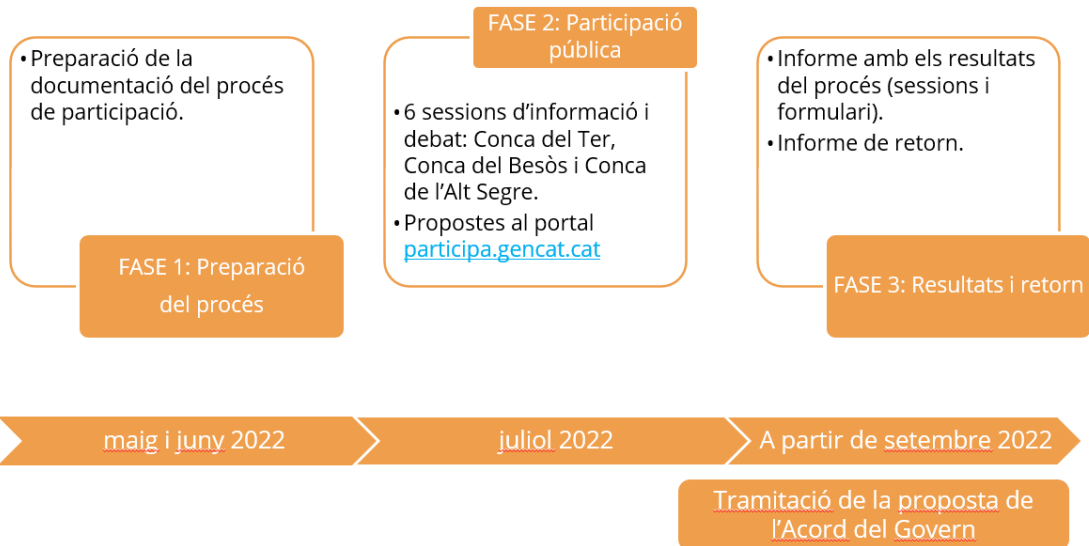 • Preparació de la
documentació del procés
de participació.
FASE 1: Preparació
del procés
FASE 2: Participació
pública
• 6 sessions d’informació i
debat: Conca del Ter,
Conca del Besòs i Conca
de l’Alt Segre.
• Propostes al portal
participa.gencat.cat
• Informe amb els resultats
del procés (sessions i
formulari).
• Informe de retorn.
FASE 3: Resultats i retorn
maig i juny 2022
juliol 2022
A partir de setembre 2022
Tramitació de la proposta de
l’Acord del Govern